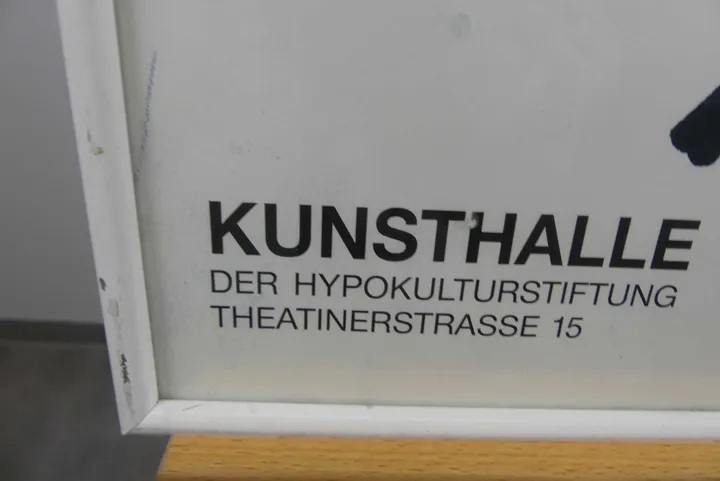 KUNSTHALLE
DER HYPOKULTURSTIFTUNG
THEATINERSTRASSE 15